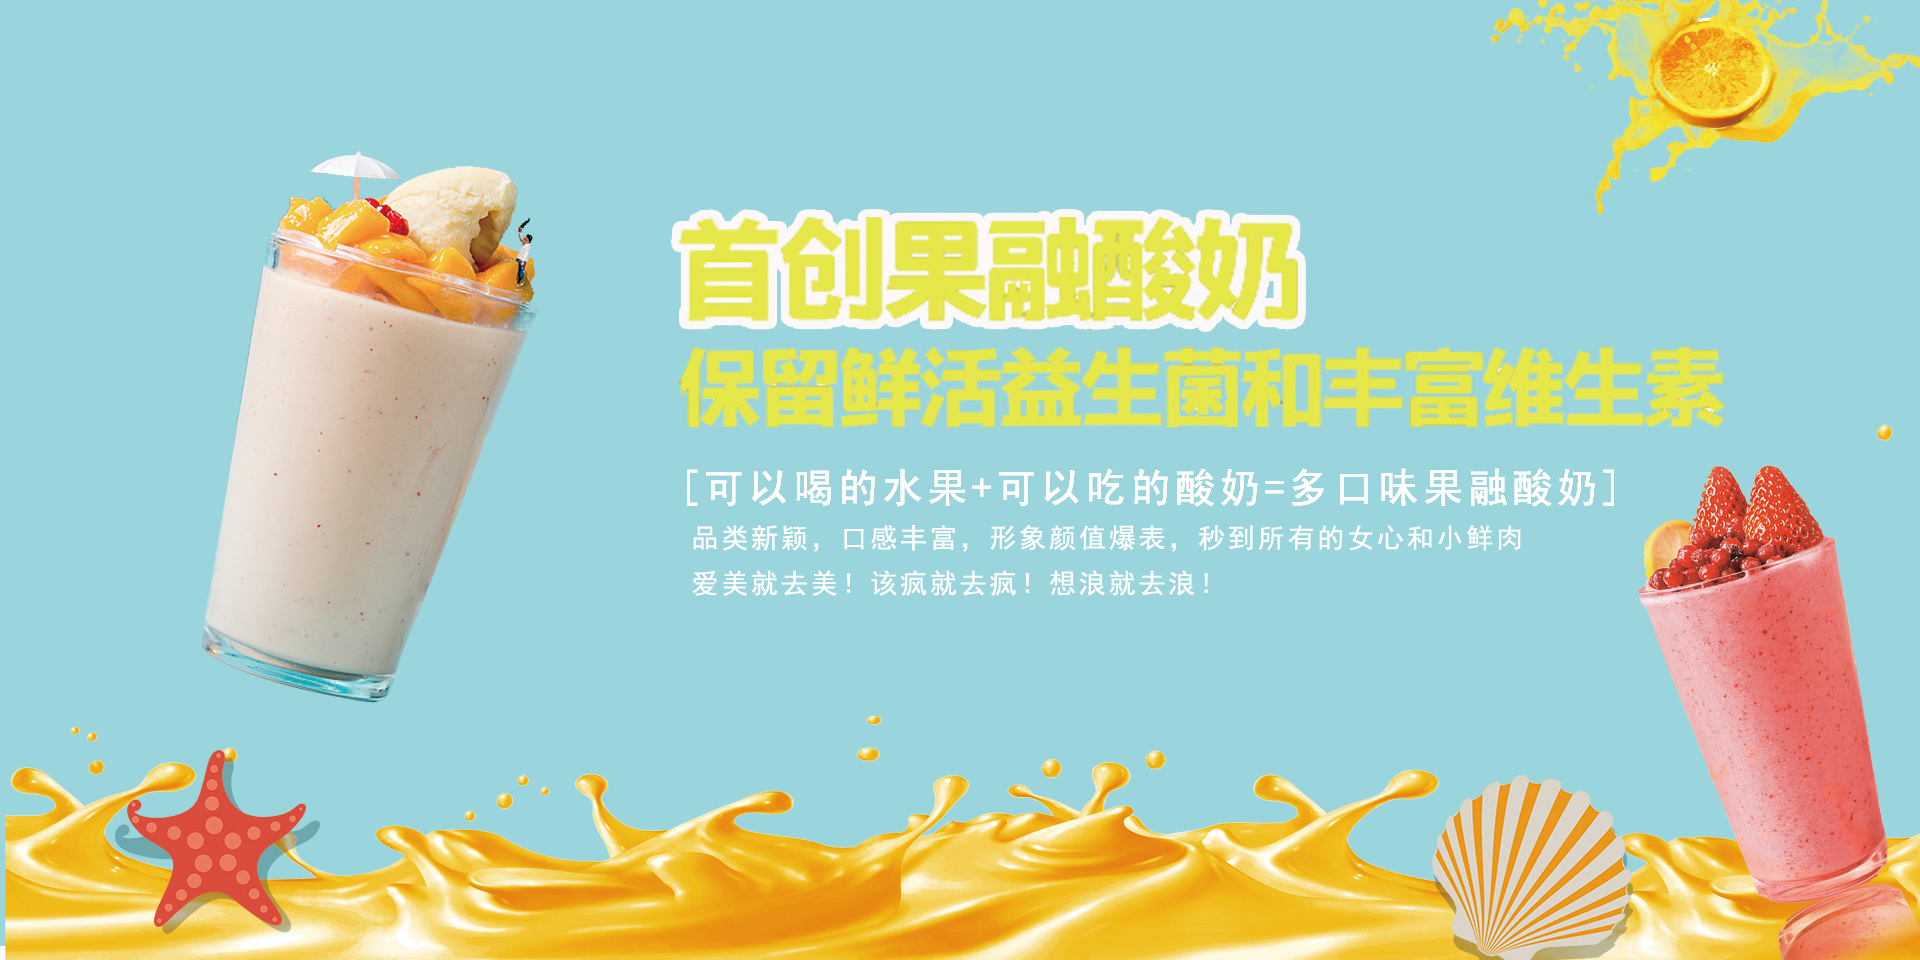 首创果融酸奶
保留鲜活益生菌和丰富维生素
[可以喝的水果+可以吃的酸奶=多口味果融酸奶]
品类新颖，口感丰富，形象颜值爆表，秒到所有的女心和小鲜肉
爱美就去美！该疯就去疯！想浪就去浪！